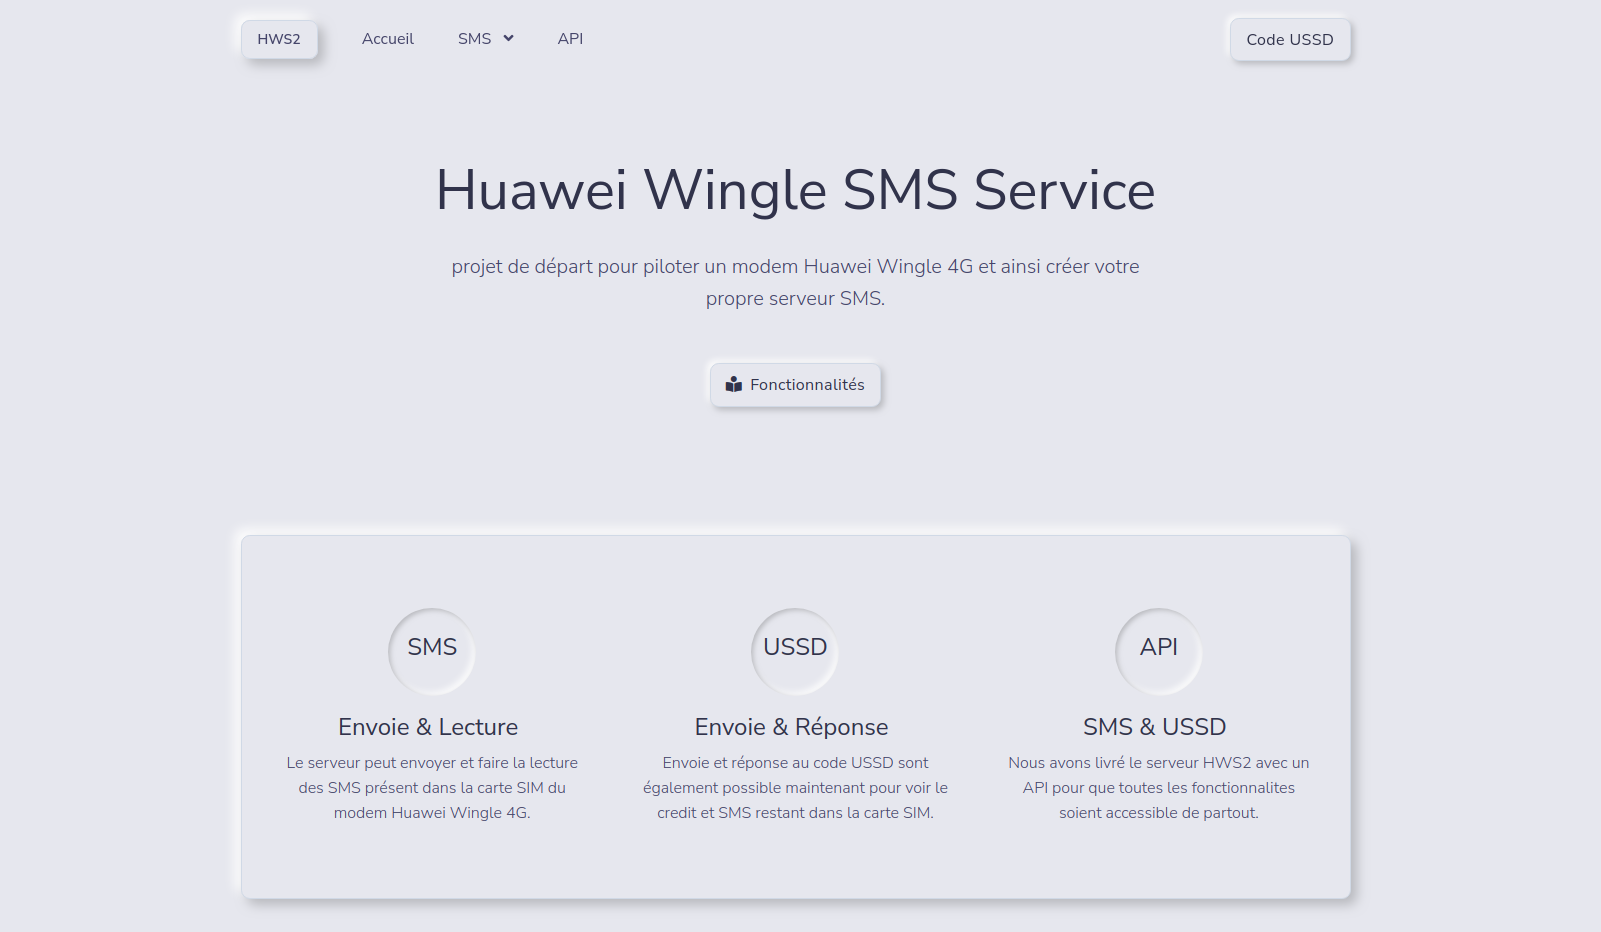 HWS2
Accueil
SMS
API
Code USSD
Huawei Wingle SMS Service
projet de départ pour piloter un modem Huawei Wingle 4G et ainsi créer votre
propre serveur SMS.
Fonctionnalités
SMS
Envoie & Lecture
Le serveur peut envoyer et faire la lecture
des SMS présent dans la carte SIM du
modem Huawei Wingle 4G.
USSD
Envoie & Réponse
Envoie et réponse au code USSD sont
également possible maintenant pour voir le
credit et SMS restant dans la carte SIM.
API
SMS & USSD
Nous avons livré le serveur HWS2 avec un
API pour que toutes les fonctionnalites
soient accessible de partout.